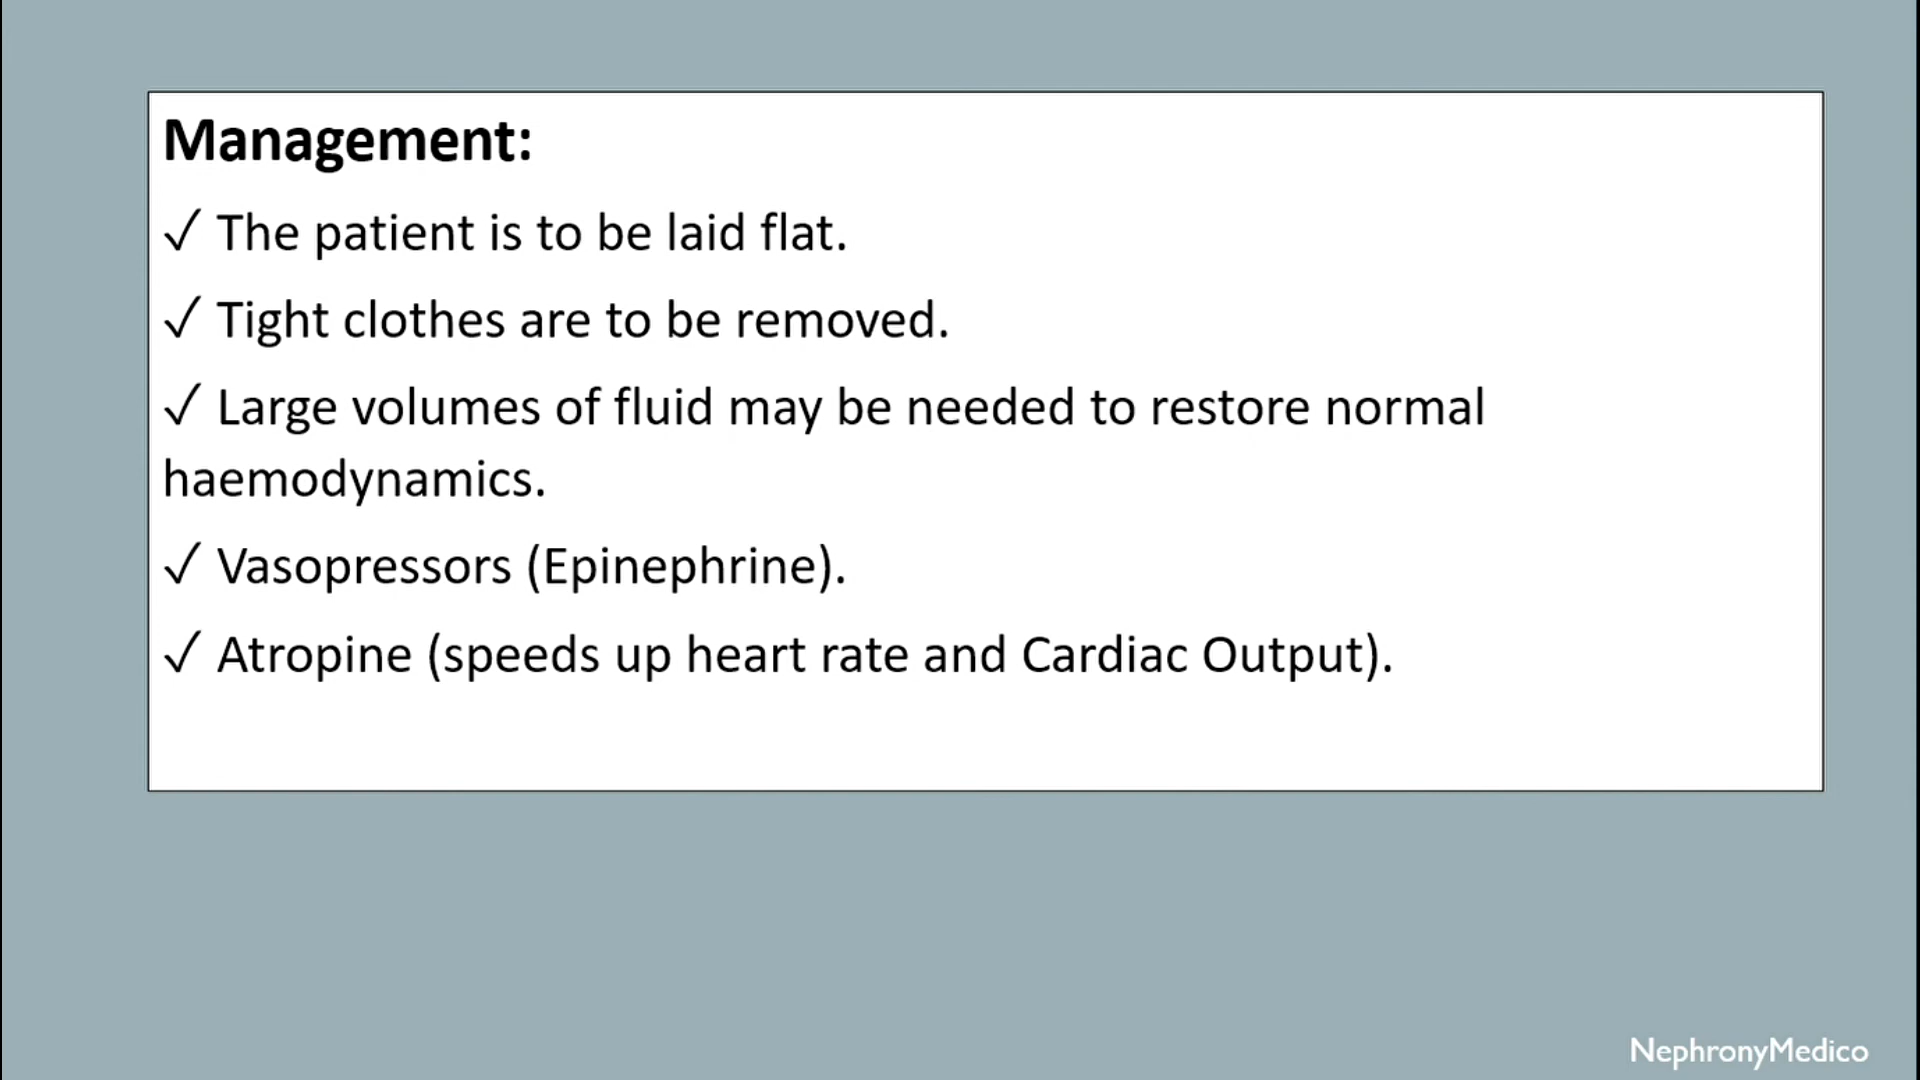 Management:
✓ The patient is to be laid flat.
✓ Tight clothes are to be removed.
✓ Large volumes of fluid may be needed to restore normal
haemodynamics.
✓ Vasopressors (Epinephrine).
✓ Atropine (speeds up heart rate and Cardiac Output).
NephronyMedico